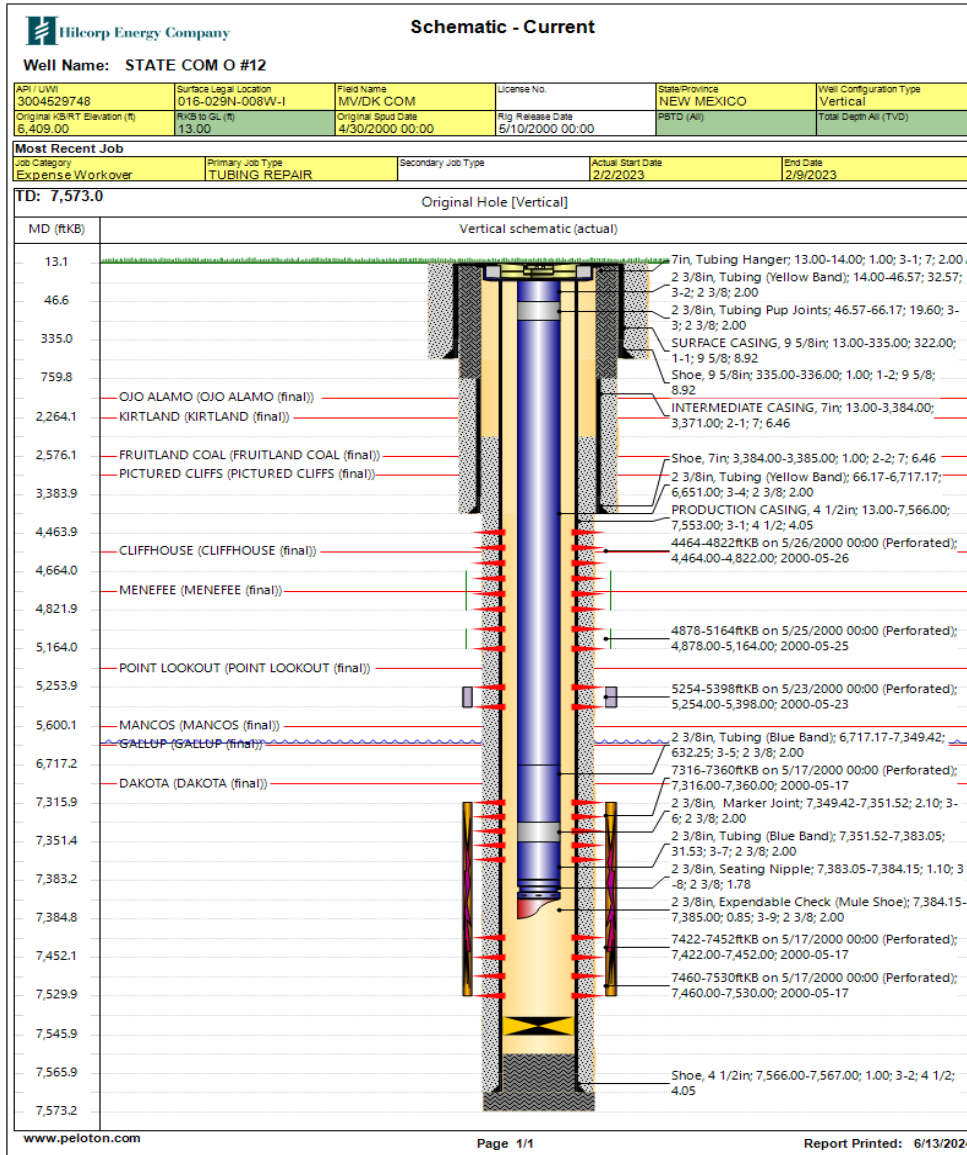 Hilcorp Energy Company
Schematic - Current
Well Name: STATE COM O #12
API / UWI
3004529748
Surface Legal Location
016-029N-008W-I
Field Name
MV/DK COM
License No.
State/Province
NEW MEXICO
Well Configuration Type
Vertical
Original KB/RT Elevation (ft)
6,409.00
RKB to GL (ft)
13.00
Original Spud Date
4/30/2000 00:00
Rig Release Date
5/10/2000 00:00
PBTD (All)
Total Depth All (TVD)
Most Recent Job
Job Category
Expense Workover
Primary Job Type
TUBING REPAIR
Secondary Job Type
Actual Start Date
2/2/2023
End Date
2/9/2023
TD: 7,573.0
Original Hole [Vertical]
MD (ftKB)
Vertical schematic (actual)
13.1
46.6
335.0
759.8
2,264.1
2,576.1
3,383.9
4,463.9
4,664.0
4,821.9
5,164.0
5,253.9
5,600.1
6,717.2
7,315.9
7,351.4
7,383.2
7,384.8
7,452.1
7,529.9
7,545.9
7,565.9
7,573.2
OJO ALAMO (OJO ALAMO (final))
KIRTLAND (KIRTLAND (final))
FRUITLAND COAL (FRUITLAND COAL (final))
PICTURED CLIFFS (PICTURED CLIFFS (final))
CLIFFHOUSE (CLIFFHOUSE (final))
MENEFEE (MENEFEE (final))
POINT LOOKOUT (POINT LOOKOUT (final))
MANCOS (MANCOS (final))
GALLUP (GALLUP (final))
DAKOTA (DAKOTA (final))
7in, Tubing Hanger; 13.00-14.00; 1.00; 3-1; 7; 2.00
2 3/8in, Tubing (Yellow Band); 14.00-46.57; 32.57;
3-2; 2 3/8; 2.00
2 3/8in, Tubing Pup Joints; 46.57-66.17; 19.60; 3-
3; 2 3/8; 2.00
SURFACE CASING, 9 5/8in; 13.00-335.00; 322.00;
1-1; 9 5/8; 8.92
Shoe, 9 5/8in; 335.00-336.00; 1.00; 1-2; 9 5/8;
8.92
INTERMEDIATE CASING, 7in; 13.00-3,384.00;
3,371.00; 2-1; 7; 6.46
Shoe, 7in; 3,384.00-3,385.00; 1.00; 2-2; 7; 6.46
2 3/8in, Tubing (Yellow Band); 66.17-6,717.17;
6,651.00; 3-4; 2 3/8; 2.00
PRODUCTION CASING, 4 1/2in; 13.00-7,566.00;
7,553.00; 3-1; 4 1/2; 4.05
4464-4822ftKB on 5/26/2000 00:00 (Perforated);
4,464.00-4,822.00; 2000-05-26
4878-5164ftKB on 5/25/2000 00:00 (Perforated);
4,878.00-5,164.00; 2000-05-25
5254-5398ftKB on 5/23/2000 00:00 (Perforated);
5,254.00-5,398.00; 2000-05-23
2 3/8in, Tubing (Blue Band); 6,717.17-7,349.42;
632.25; 3-5; 2 3/8; 2.00
7316-7360ftKB on 5/17/2000 00:00 (Perforated);
7,316.00-7,360.00; 2000-05-17
2 3/8in, Marker Joint; 7,349.42-7,351.52; 2.10; 3-
6; 2 3/8; 2.00
2 3/8in, Tubing (Blue Band); 7,351.52-7,383.05;
31.53; 3-7; 2 3/8; 2.00
2 3/8in, Seating Nipple; 7,383.05-7,384.15; 1.10; 3
-8; 2 3/8; 1.78
2 3/8in, Expendable Check (Mule Shoe); 7,384.15-
7,385.00; 0.85; 3-9; 2 3/8; 2.00
7422-7452ftKB on 5/17/2000 00:00 (Perforated);
7,422.00-7,452.00; 2000-05-17
7460-7530ftKB on 5/17/2000 00:00 (Perforated);
7,460.00-7,530.00; 2000-05-17
Shoe, 4 1/2in; 7,566.00-7,567.00; 1.00; 3-2; 4 1/2;
4.05
www.peloton.com
Page 1/1
Report Printed: 6/13/2024